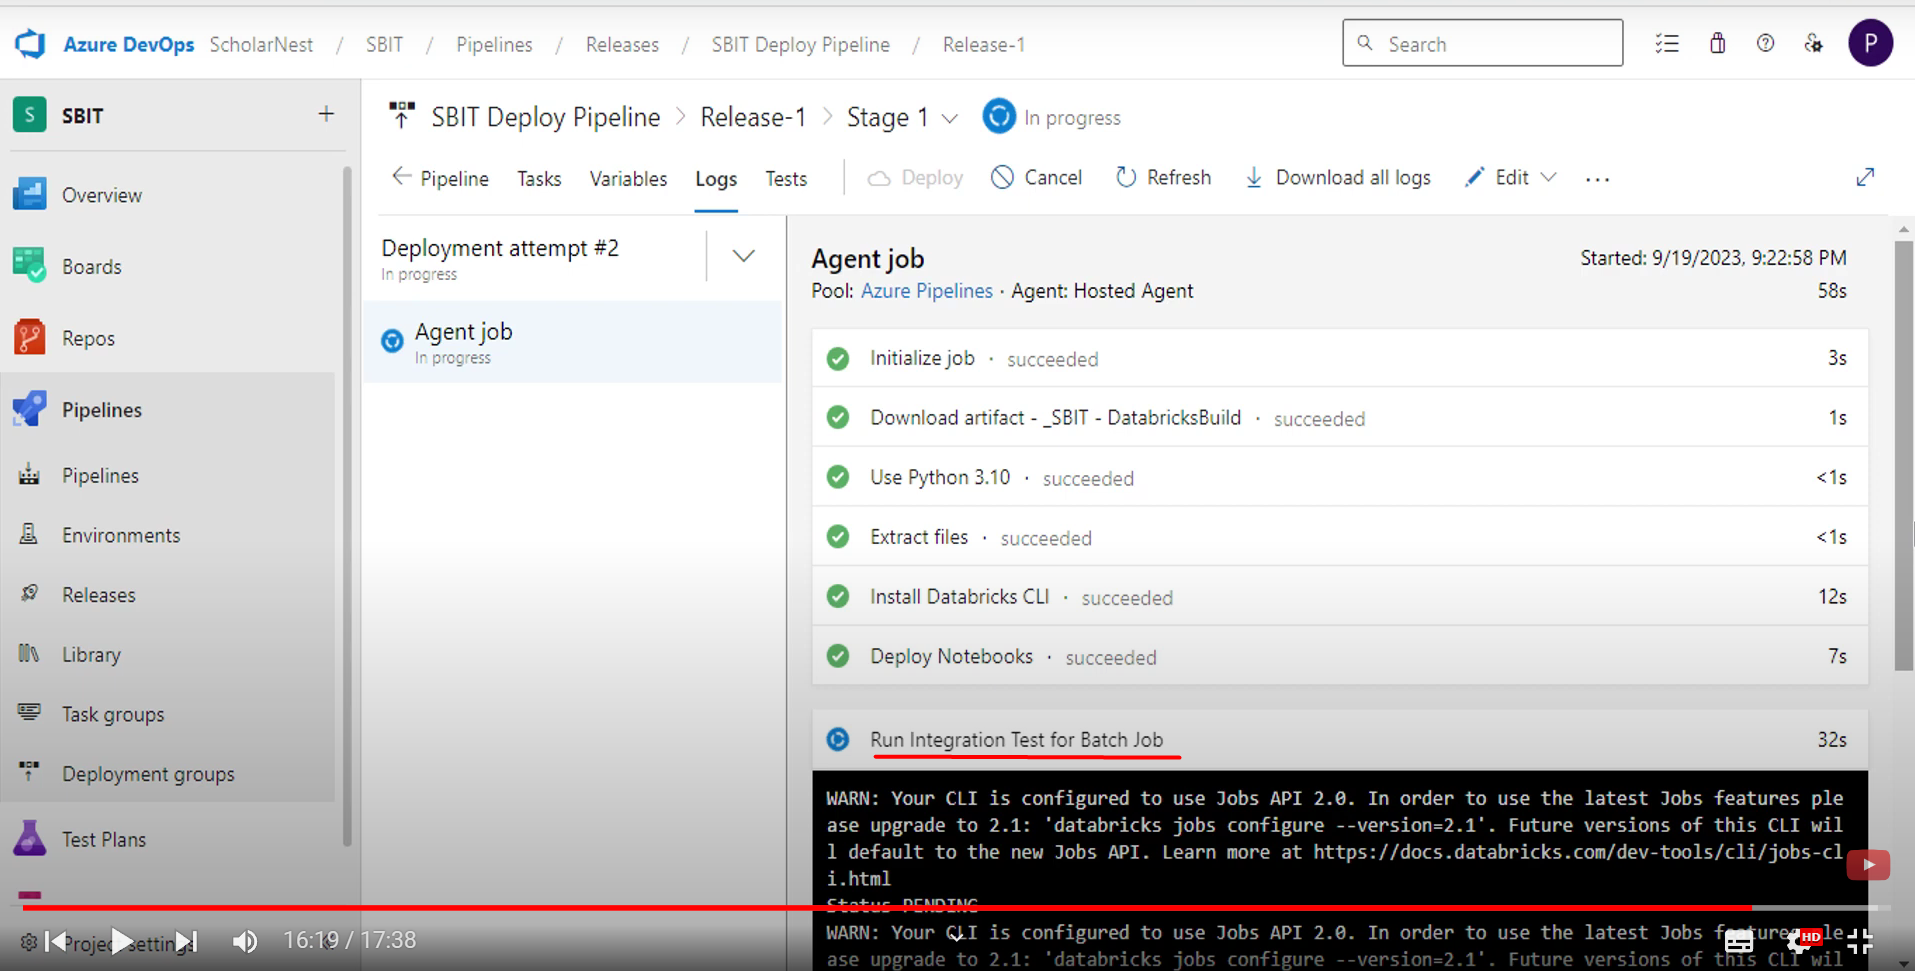 Azure DevOps ScholarNest / SBIT / Pipelines / Releases / SBIT Deploy Pipeline / Release-1
Search
P
S SBIT +
Overview
Boards
Repos
Pipelines
Pipelines
Environments
Releases
Library
Task groups
Deployment groups
Test Plans
Project settings
SBIT Deploy Pipeline > Release-1 > Stage 1 In progress
← Pipeline Tasks Variables Logs Tests Deploy Cancel Refresh Download all logs Edit ...
Deployment attempt #2
In progress
Agent job
In progress
Agent job Started: 9/19/2023, 9:22:58 PM
Pool: Azure Pipelines · Agent: Hosted Agent 58s
Initialize job · succeeded 3s
Download artifact - _SBIT - DatabricksBuild · succeeded 1s
Use Python 3.10 · succeeded <1s
Extract files · succeeded <1s
Install Databricks CLI · succeeded 12s
Deploy Notebooks · succeeded 7s
Run Integration Test for Batch Job 32s
WARN: Your CLI is configured to use Jobs API 2.0. In order to use the latest Jobs features ple
ase upgrade to 2.1: 'databricks jobs configure --version=2.1'. Future versions of this CLI wil
l default to the new Jobs API. Learn more at https://docs.databricks.com/dev-tools/cli/jobs-cl
i.html
Status PENDING
WARN: Your CLI is configured to use Jobs API 2.0. In order to use the latest Jobs features ple
ase upgrade to 2.1: 'databricks jobs configure --version=2.1'. Future versions of this CLI wil
16:19 / 17:38
HD